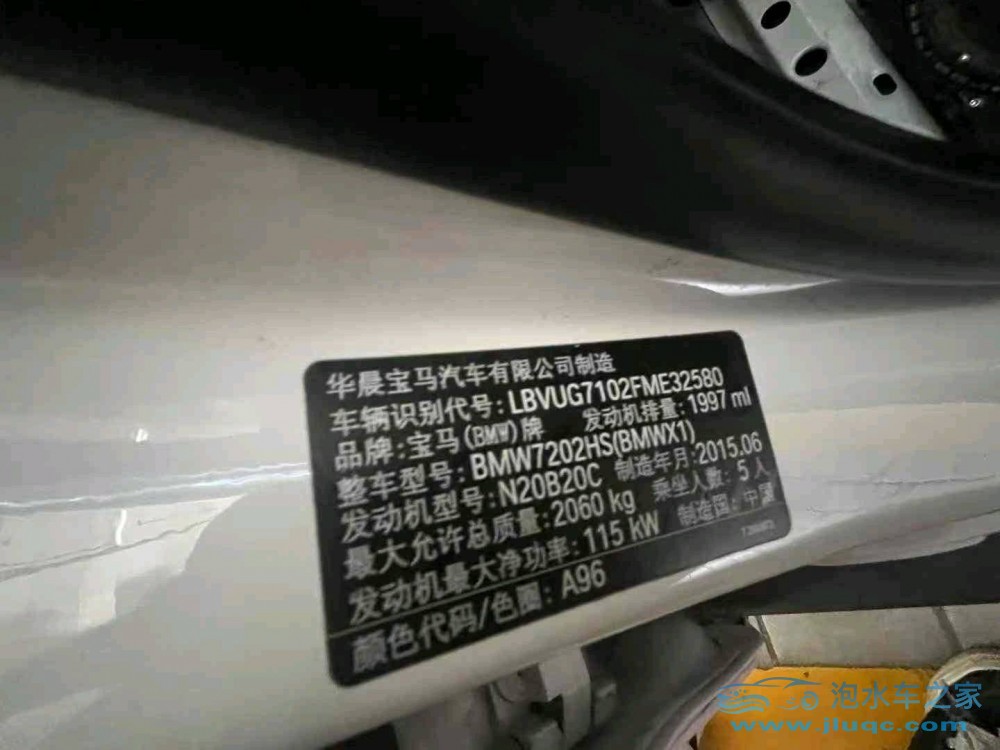 华晨宝马汽车有限公司制造
车辆识别代号:LBVUG7102FME32580
品牌:宝马(BMW)牌 发动机排量:1997 ml
整车型号:BMW7202HS(BMWX1)
发动机型号:N20B20C 制造年月:2015.06
最大允许总质量:2060 kg 乘坐人数: 5 人
发动机最大净功率:115 kW 制造国:中国
颜色代码/色圈:A96
泡水车之家
www.jluqc.com